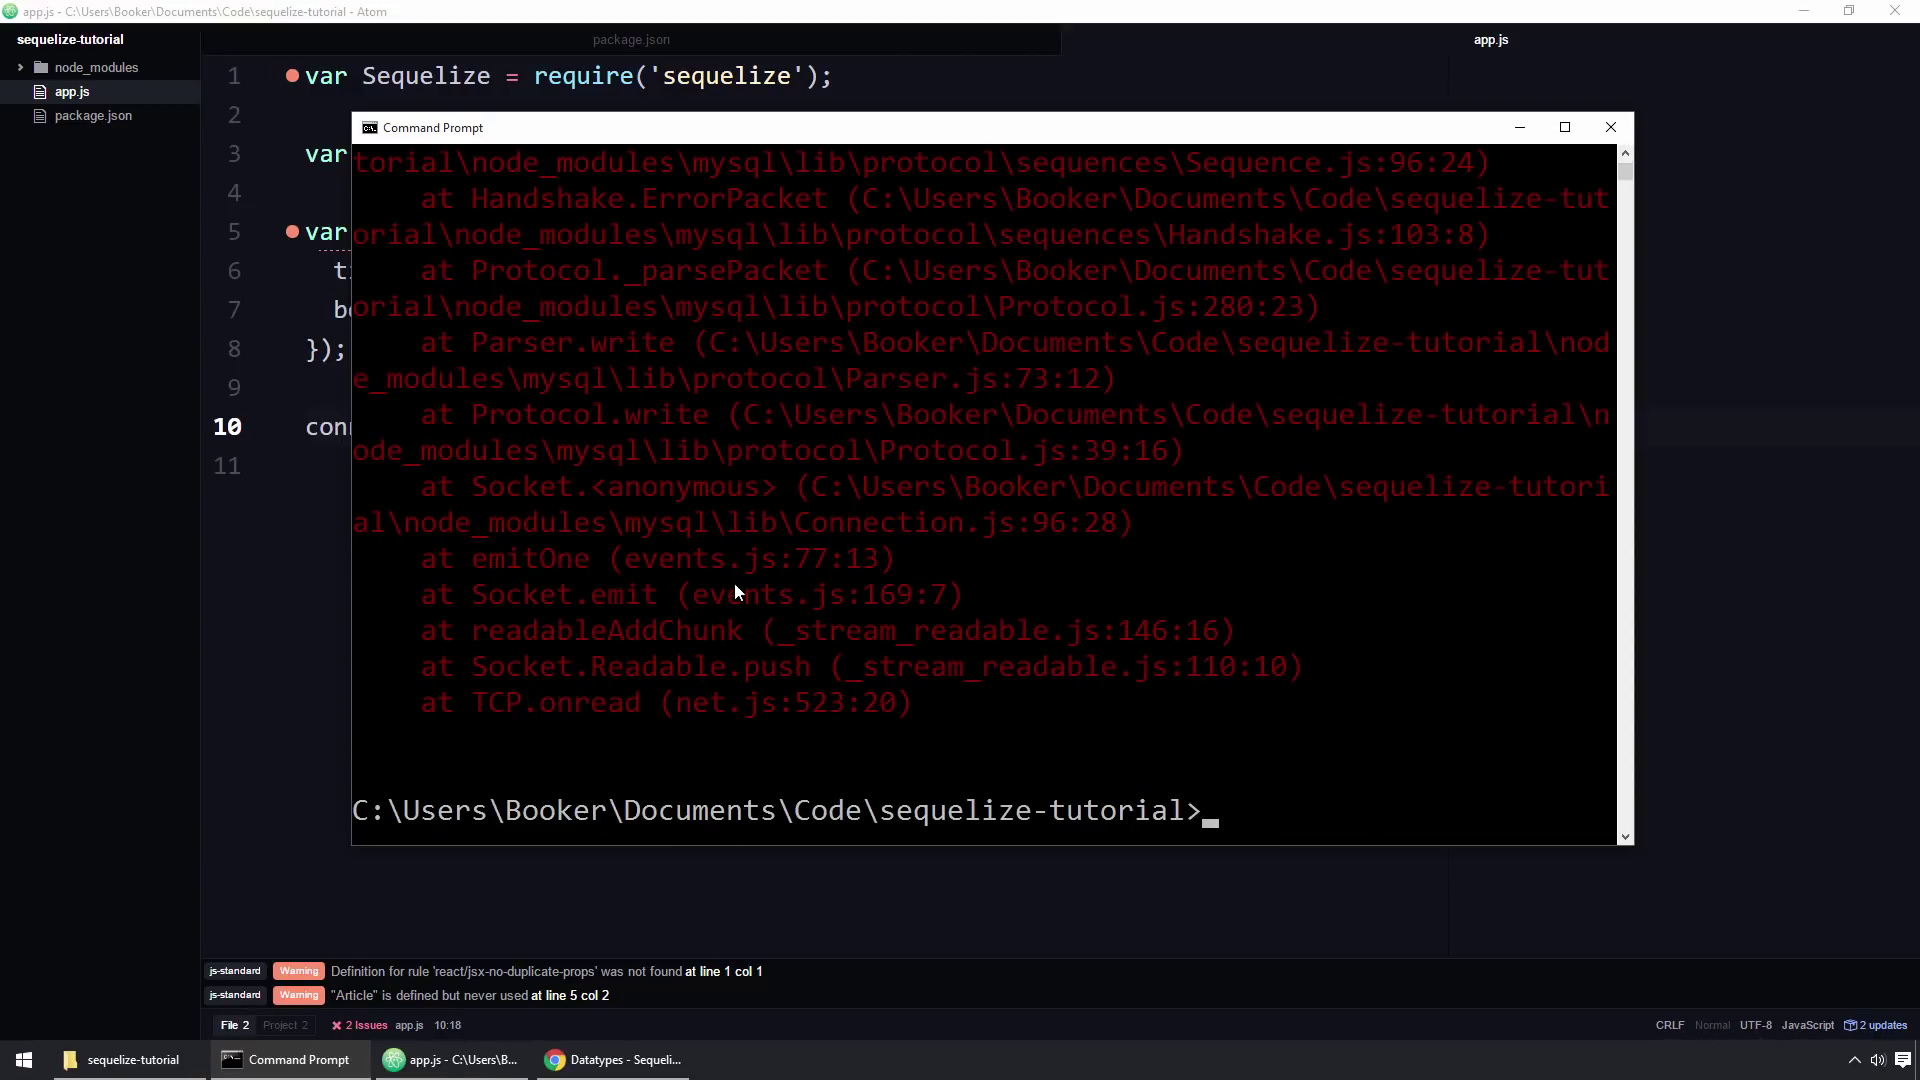 app.js - C:\Users\Booker\Documents\Code\sequelize-tutorial - Atom
sequelize-tutorial
package.json
app.js
node_modules
app.js
package.json
1 var Sequelize = require('sequelize');
2
3 var
4
5 var
6 ti
7 bo
8 });
9
10 conn
11
Command Prompt
torial\node_modules\mysql\lib\protocol\sequences\Sequence.js:96:24)
at Handshake.ErrorPacket (C:\Users\Booker\Documents\Code\sequelize-tut
orial\node_modules\mysql\lib\protocol\sequences\Handshake.js:103:8)
at Protocol._parsePacket (C:\Users\Booker\Documents\Code\sequelize-tut
orial\node_modules\mysql\lib\protocol\Protocol.js:280:23)
at Parser.write (C:\Users\Booker\Documents\Code\sequelize-tutorial\nod
e_modules\mysql\lib\protocol\Parser.js:73:12)
at Protocol.write (C:\Users\Booker\Documents\Code\sequelize-tutorial\n
ode_modules\mysql\lib\protocol\Protocol.js:39:16)
at Socket.<anonymous> (C:\Users\Booker\Documents\Code\sequelize-tutori
al\node_modules\mysql\lib\Connection.js:96:28)
at emitOne (events.js:77:13)
at Socket.emit (events.js:169:7)
at readableAddChunk (_stream_readable.js:146:16)
at Socket.Readable.push (_stream_readable.js:110:10)
at TCP.onread (net.js:523:20)
C:\Users\Booker\Documents\Code\sequelize-tutorial>_
js-standard Warning Definition for rule 'react/jsx-no-duplicate-props' was not found at line 1 col 1
js-standard Warning "Article" is defined but never used at line 5 col 2
File 2 Project 2 2 Issues app.js 10:18 CRLF Normal UTF-8 JavaScript 2 updates
sequelize-tutorial Command Prompt app.js - C:\Users\B... Datatypes - Sequeli...